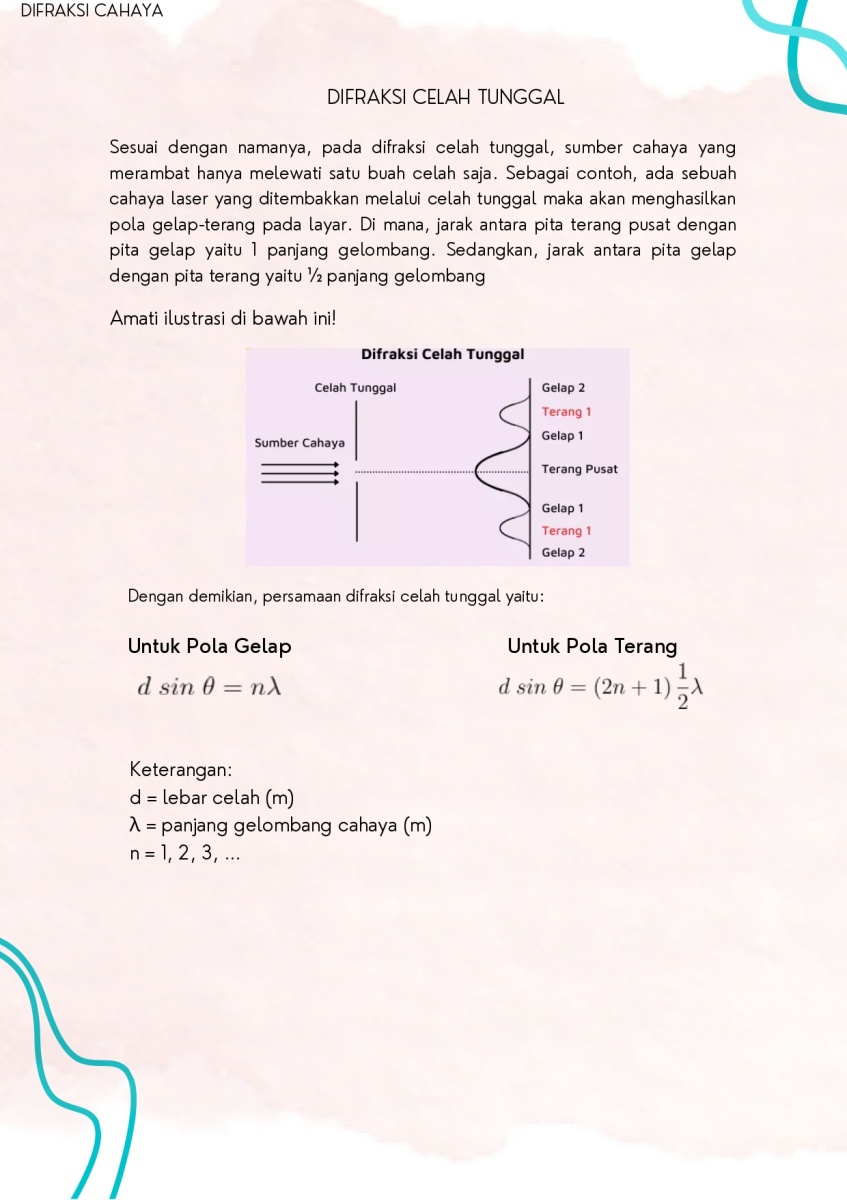 DIFRAKSI CAHAYA
DIFRAKSI CELAH TUNGGAL
Sesuai dengan namanya, pada difraksi celah tunggal, sumber cahaya yang
merambat hanya melewati satu buah celah saja. Sebagai contoh, ada sebuah
cahaya laser yang ditembakkan melalui celah tunggal maka akan menghasilkan
pola gelap-terang pada layar. Di mana, jarak antara pita terang pusat dengan
pita gelap yaitu 1 panjang gelombang. Sedangkan, jarak antara pita gelap
dengan pita terang yaitu ½ panjang gelombang
Amati ilustrasi di bawah ini!
Difraksi Celah Tunggal
Celah Tunggal
Sumber Cahaya
Gelap 2
Terang 1
Gelap 1
Terang Pusat
Gelap 1
Terang 1
Gelap 2
Dengan demikian, persamaan difraksi celah tunggal yaitu:
Untuk Pola Gelap
d sin θ = nλ
Untuk Pola Terang
d sin θ = (2n + 1) 1/2 λ
Keterangan:
d = lebar celah (m)
λ = panjang gelombang cahaya (m)
n = 1, 2, 3, ...